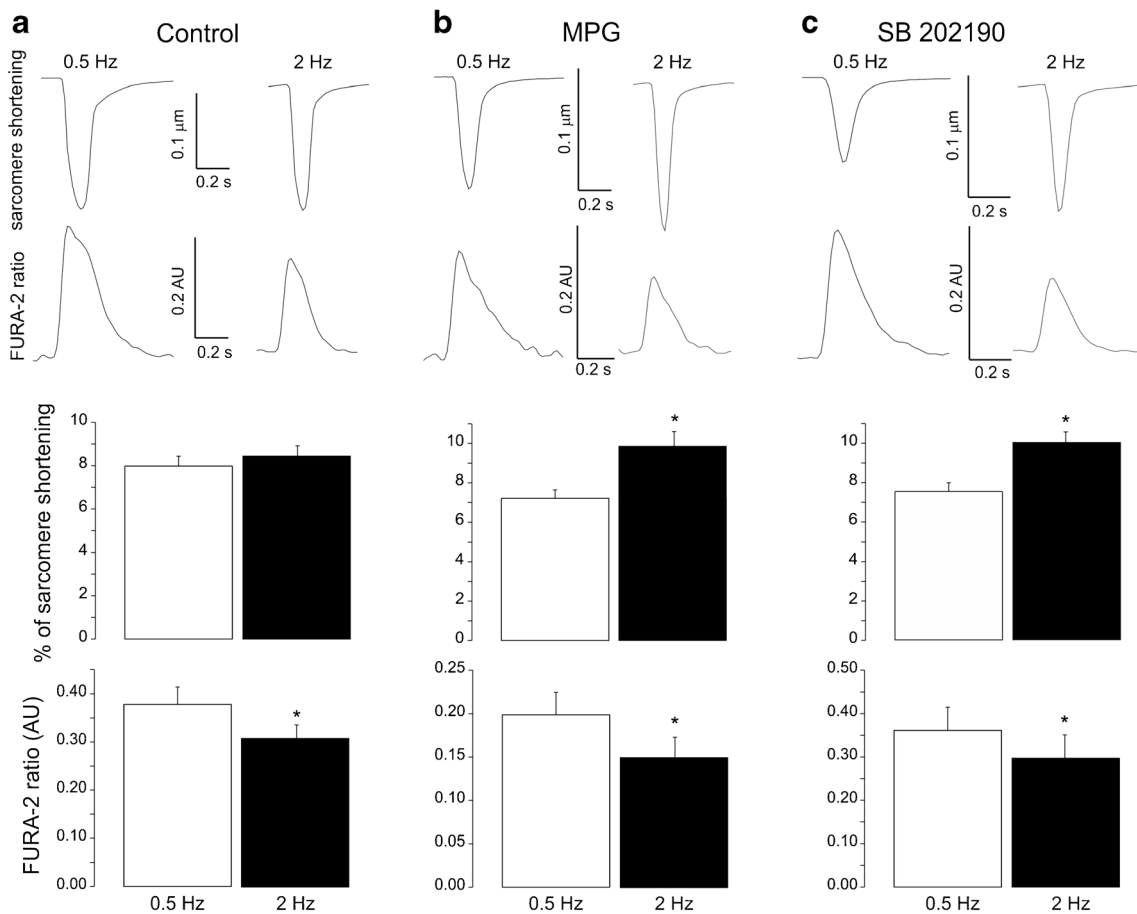 a
Control
0.5 Hz
2 Hz
sarcomere shortening
0.1 µm
0.2 s
FURA-2 ratio
0.2 AU
0.2 s
b
MPG
0.5 Hz
2 Hz
0.1 µm
0.2 s
0.2 AU
0.2 s
c
SB 202190
0.5 Hz
2 Hz
0.1 µm
0.2 s
0.2 AU
0.2 s
% of sarcomere shortening
10
8
6
4
2
0
*
10
8
6
4
2
0
*
10
8
6
4
2
0
FURA-2 ratio (AU)
0.40
0.30
0.20
0.10
0.00
*
0.5 Hz
2 Hz
0.25
0.20
0.15
0.10
0.05
0.00
*
0.5 Hz
2 Hz
0.50
0.40
0.30
0.20
0.10
0.00
*
0.5 Hz
2 Hz